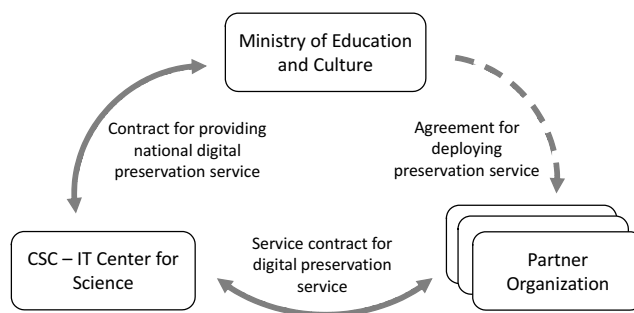 Ministry of Education
and Culture
Contract for providing
national digital
preservation service
Agreement for
deploying
preservation service
CSC – IT Center for
Science
Service contract for
digital preservation
service
Partner
Organization